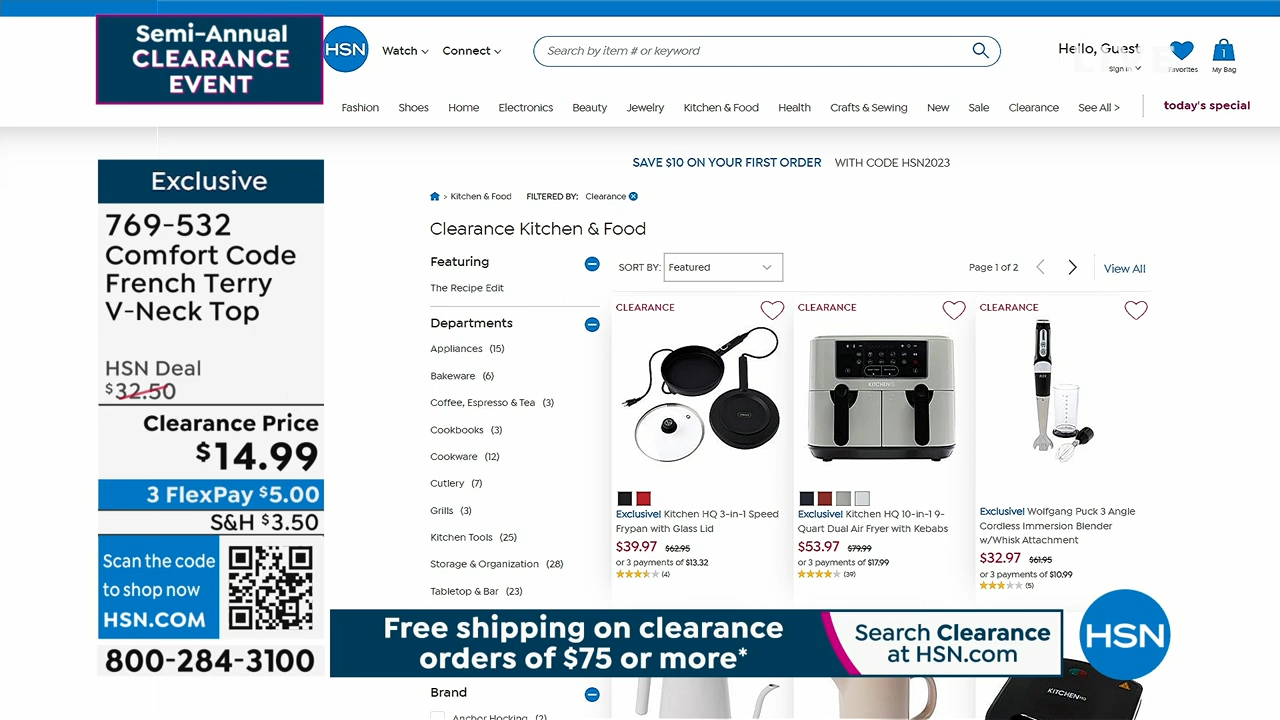 Semi-Annual
CLEARANCE
EVENT
HSN
Watch
Connect
Search by item # or keyword
Hello, Guest
Sign In
Favorites
1
My Bag
Fashion
Shoes
Home
Electronics
Beauty
Jewelry
Kitchen & Food
Health
Crafts & Sewing
New
Sale
Clearance
See All >
today's special
Exclusive
769-532
Comfort Code
French Terry
V-Neck Top
HSN Deal
$32.50
Clearance Price
$14.99
3 FlexPay $5.00
S&H $3.50
Scan the code
to shop now
HSN.COM
800-284-3100
SAVE $10 ON YOUR FIRST ORDER WITH CODE HSN2023
> Kitchen & Food FILTERED BY: Clearance
Clearance Kitchen & Food
Featuring
The Recipe Edit
Departments
Appliances (15)
Bakeware (6)
Coffee, Espresso & Tea (3)
Cookbooks (3)
Cookware (12)
Cutlery (7)
Grills (3)
Kitchen Tools (25)
Storage & Organization (28)
Tabletop & Bar (23)
Brand
Anchor Hocking (2)
SORT BY: Featured
Page 1 of 2
View All
CLEARANCE
Exclusive! Kitchen HQ 3-in-1 Speed
Frypan with Glass Lid
$39.97 $62.95
or 3 payments of $13.32
(4)
CLEARANCE
KITCHEN HQ
Exclusive! Kitchen HQ 10-in-1 9-
Quart Dual Air Fryer with Kebabs
$53.97 $79.99
or 3 payments of $17.99
(39)
CLEARANCE
Exclusive! Wolfgang Puck 3 Angle
Cordless Immersion Blender
w/Whisk Attachment
$32.97 $61.95
or 3 payments of $10.99
(5)
Free shipping on clearance
orders of $75 or more*
Search Clearance
at HSN.com
HSN
KITCHEN HQ